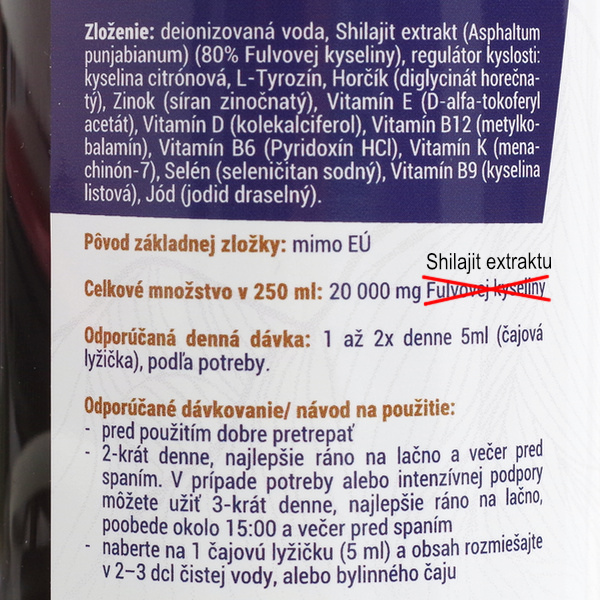 Zloženie: deionizovaná voda, Shilajit extrakt (Asphaltum
punjabianum) (80% Fulvovej kyseliny), regulátor kyslosti:
kyselina citrónová, L-Tyrozín, Horčík (diglycinát horečna-
tý), Zinok (síran zinočnatý), Vitamín E (D-alfa-tokoferyl
acetát), Vitamín D (kolekalciferol), Vitamín B12 (metylko-
balamín), Vitamín B6 (Pyridoxín HCl), Vitamín K (mena-
chinón-7), Selén (seleničitan sodný), Vitamín B9 (kyselina
listová), Jód (jodid draselný).
Pôvod základnej zložky: mimo EÚ
Shilajit extraktu
Celkové množstvo v 250 ml: 20 000 mg Fulvovej kyseliny
Odporúčaná denná dávka: 1 až 2x denne 5ml (čajová
lyžička), podľa potreby.
Odporúčané dávkovanie/ návod na použitie:
- pred použitím dobre pretrepať
- 2-krát denne, najlepšie ráno na lačno a večer pred
spaním. V prípade potreby alebo intenzívnej podpory
môžete užiť 3-krát denne, najlepšie ráno na lačno,
poobede okolo 15:00 a večer pred spaním
- naberte na 1 čajovú lyžičku (5 ml) a obsah rozmiešajte
v 2–3 dcl čistej vody, alebo bylinného čaju